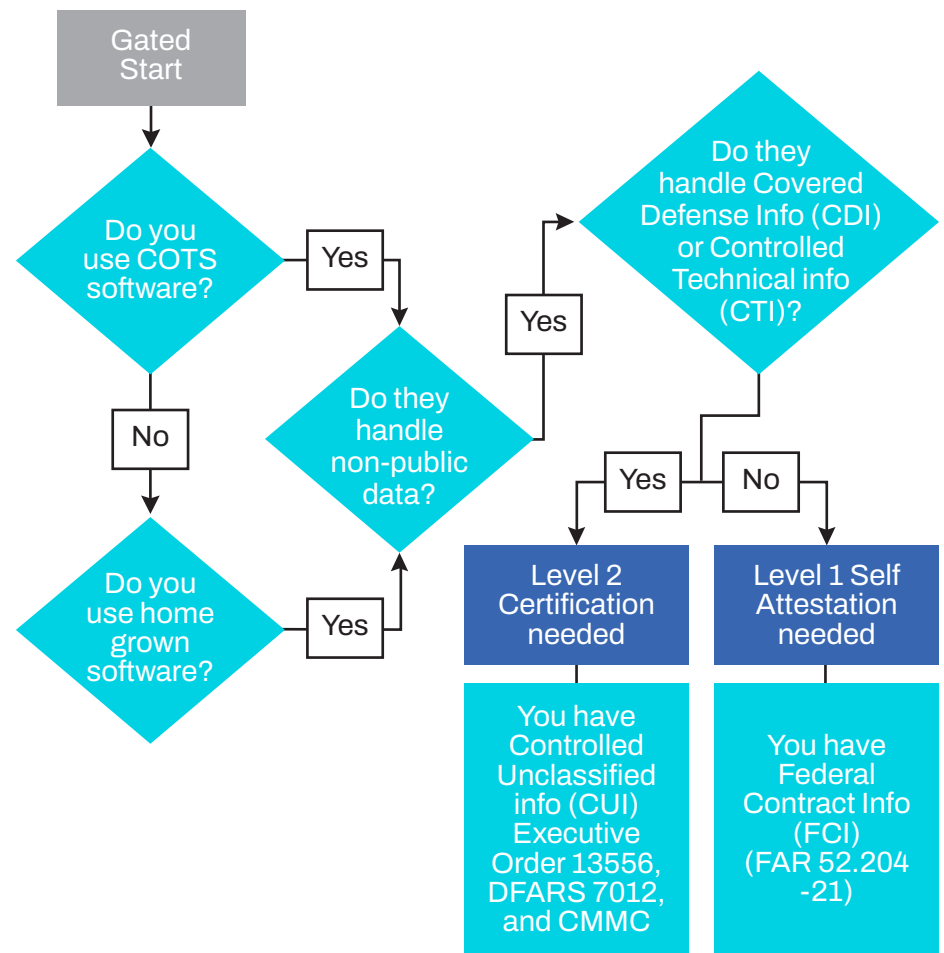 Gated
Start
Do you
use COTS
software?
Yes
No
Do you
use home
grown
software?
Yes
Do they
handle
non-public
data?
Yes
Do they
handle Covered
Defense Info (CDI)
or Controlled
Technical info
(CTI)?
Yes
No
Level 2
Certification
needed
Level 1 Self
Attestation
needed
You have
Controlled
Unclassified
info (CUI)
Executive
Order 13556,
DFARS 7012,
and CMMC
You have
Federal
Contract Info
(FCI)
(FAR 52.204
-21)